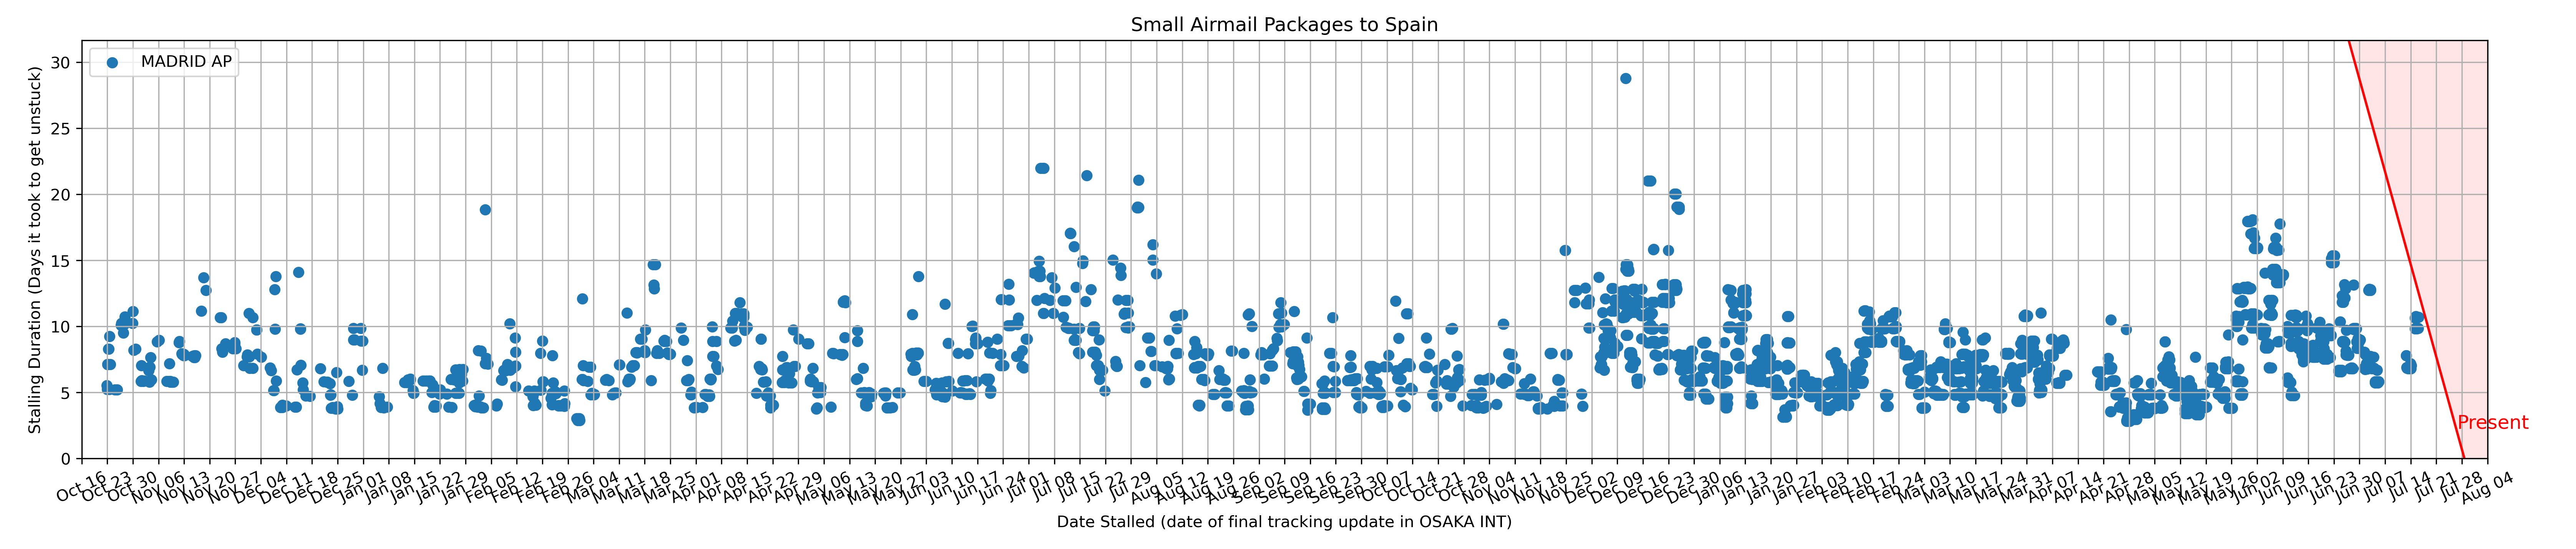 Small Airmail Packages to Spain
MADRID AP
Stalling Duration (Days it took to get unstuck)
30
25
20
15
10
5
0
Present
Oct 16 Oct 23 Oct 30 Nov 06 Nov 13 Nov 20 Nov 27 Dec 04 Dec 11 Dec 18 Dec 25 Jan 01 Jan 08 Jan 15 Jan 22 Jan 29 Feb 05 Feb 12 Feb 19 Feb 26 Mar 04 Mar 11 Mar 18 Mar 25 Apr 01 Apr 08 Apr 15 Apr 22 Apr 29 May 06 May 13 May 20 May 27 Jun 03 Jun 10 Jun 17 Jun 24 Jul 01 Jul 08 Jul 15 Jul 22 Jul 29 Aug 05 Aug 12 Aug 19 Aug 26 Sep 02 Sep 09 Sep 16 Sep 23 Sep 30 Oct 07 Oct 14 Oct 21 Oct 28 Nov 04 Nov 11 Nov 18 Nov 25 Dec 02 Dec 09 Dec 16 Dec 23 Dec 30 Jan 06 Jan 13 Jan 20 Jan 27 Feb 03 Feb 10 Feb 17 Feb 24 Mar 03 Mar 10 Mar 17 Mar 24 Mar 31 Apr 07 Apr 14 Apr 21 Apr 28 May 05 May 12 May 19 May 26 Jun 02 Jun 09 Jun 16 Jun 23 Jun 30 Jul 07 Jul 14 Jul 21 Jul 28 Aug 04
Date Stalled (date of final tracking update in OSAKA INT)